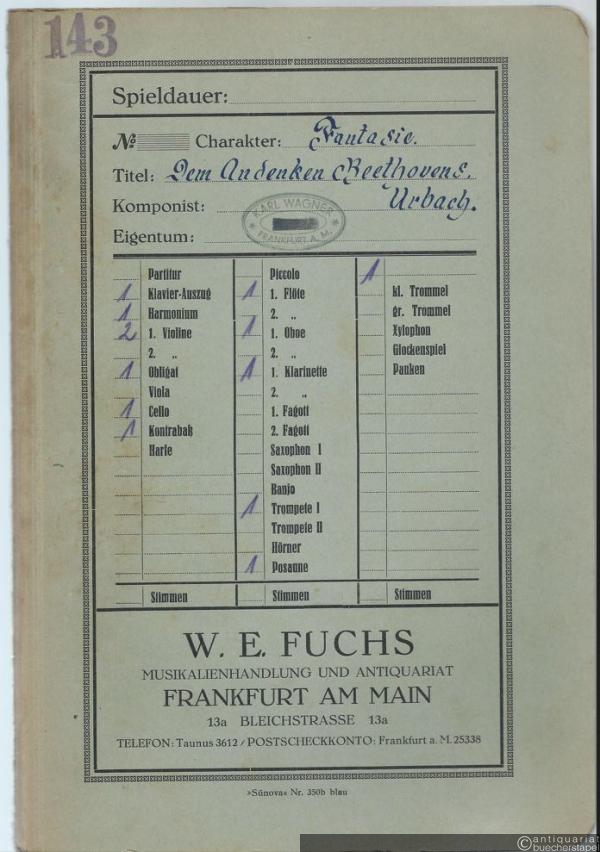 143
Spieldauer:
№ Charakter: Fantasie.
Titel: Dem Andenken Beethovens.
Komponist: Urbach.
KARL WAGNER
FRANKFURT A. M.
Eigentum:
Partitur
1 Klavier-Auszug
1 Harmonium
2 1. Violine
2. „
1 Obligat
Viola
1 Cello
1 Kontrabaß
Harfe
Stimmen
Piccolo
1 1. Flöte
2. „
1 1. Oboe
2. „
1 1. Klarinette
2. „
1. Fagott
2. Fagott
Saxophon I
Saxophon II
Banjo
1 Trompete I
Trompete II
Hörner
1 Posaune
Stimmen
1
kl. Trommel
gr. Trommel
Xylophon
Glockenspiel
Pauken
Stimmen
W. E. FUCHS
MUSIKALIENHANDLUNG UND ANTIQUARIAT
FRANKFURT AM MAIN
13a BLEICHSTRASSE 13a
TELEFON: Taunus 3612 / POSTSCHECKKONTO: Frankfurt a. M. 25338
»Sünova« Nr. 350b blau
antiquariat
buecherstapel